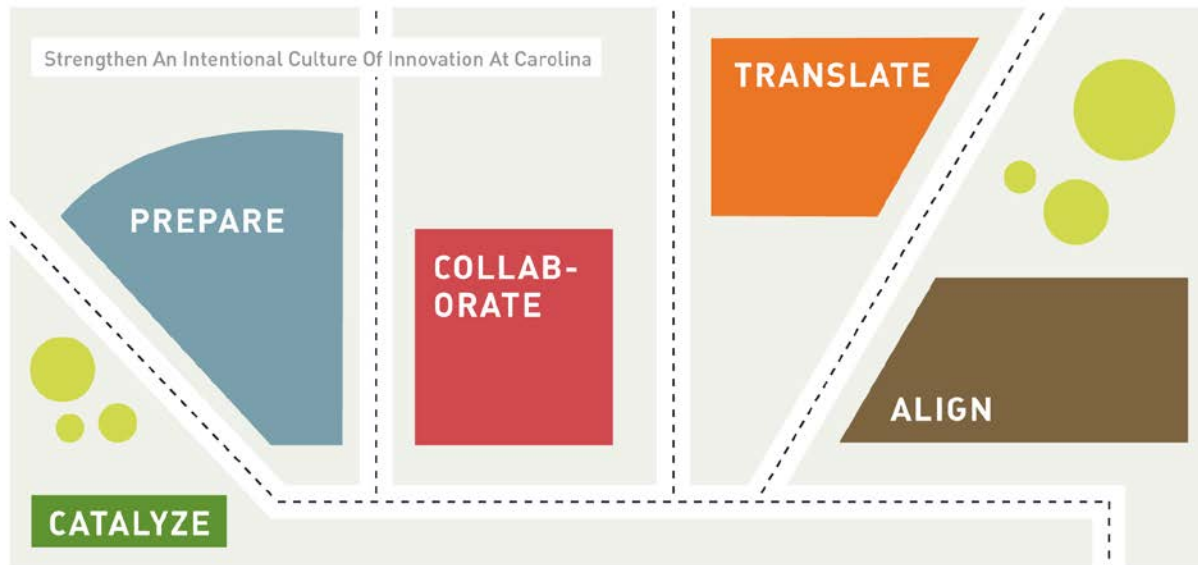 Strengthen An Intentional Culture Of Innovation At Carolina
TRANSLATE
PREPARE
COLLAB-
ORATE
ALIGN
CATALYZE